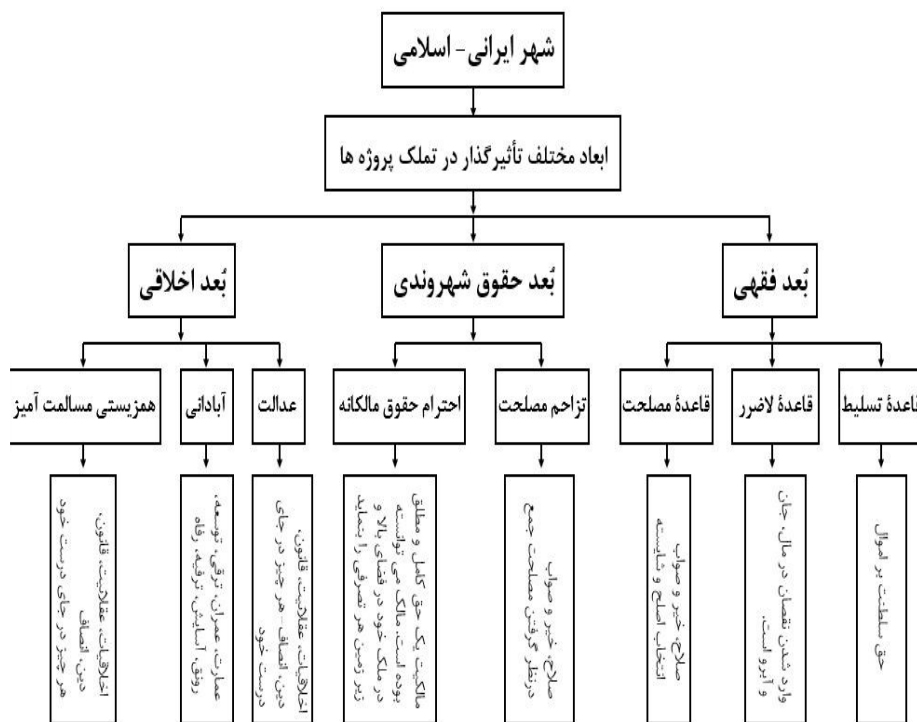 شهر ایرانی- اسلامی
ابعاد مختلف تأثیرگذار در تملک پروژه ها
بُعد فقهی
بُعد حقوق شهروندی
بُعد اخلاقی
قاعدۀ تسلیط
قاعدۀ لاضرر
قاعدۀ مصلحت
تزاحم مصلحت
احترام حقوق مالکانه
عدالت
آبادانی
همزیستی مسالمت آمیز
حق سلطنت بر اموال
وارد شدن نقصان در مال، جان
و آبرو است.
صلاح، خیر و صواب
انتخاب اصلح و شایسته
صلاح، خیر و صواب
درنظر گرفتن مصلحت جمع
مالکیت یک حق کامل و مطلق
بوده است. مالک می توانسته
در ملک خود در فضای بالا و
زیر زمین هر تصرفی را بنماید
اخلاقیات، عقلانیت، قانون،
دین، انصاف- هر چیز در جای
درست خود
عمارت، عمران، ترقی، توسعه،
رونق، آسایش، ترفیه، رفاه
اخلاقیات، عقلانیت، قانون،
دین، انصاف
هر چیز در جای درست خود